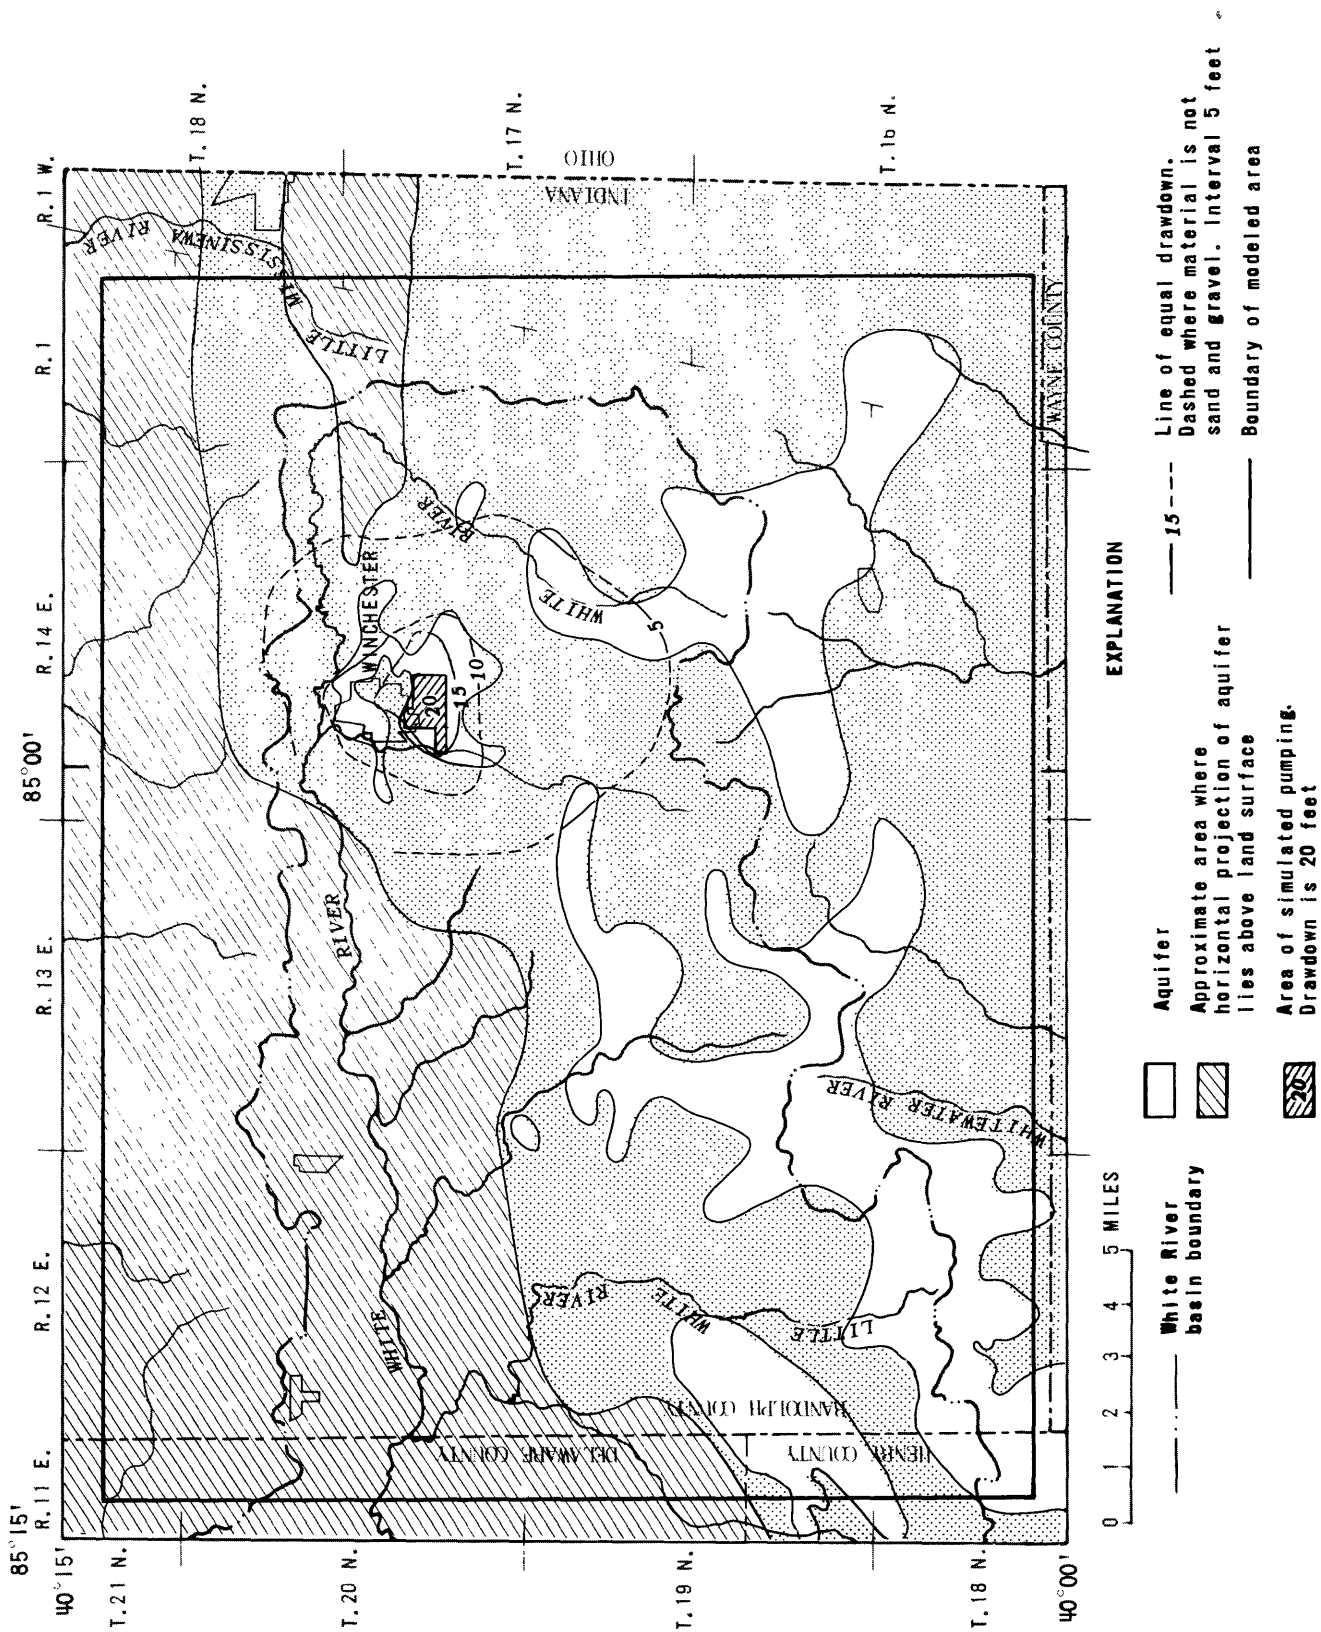 85°15'
85°00'
R.11 E.
R.12 E.
R.13 E.
R.14 E.
R.1
R.1 W.
40°15'
T.21 N.
T.20 N.
T.19 N.
T.18 N.
40°00'
T.18 N.
T.17 N.
T.16 N.
INDIANA
OHIO
LITTLE
MISSISSINEWA
RIVER
WINCHESTER
RIVER
WHITE
RIVER
WHITE
20
15
10
5
LITTLE
WHITE
RIVER
WHITEWATER RIVER
DELAWARE COUNTY
RANDOLPH COUNTY
HENRY COUNTY
WAYNE COUNTY
0 1 2 3 4 5 MILES
EXPLANATION
White River
basin boundary
Aquifer
Approximate area where
horizontal projection of aquifer
lies above land surface
20
Area of simulated pumping.
Drawdown is 20 feet
15
Line of equal drawdown.
Dashed where material is not
sand and gravel. Interval 5 feet
Boundary of modeled area